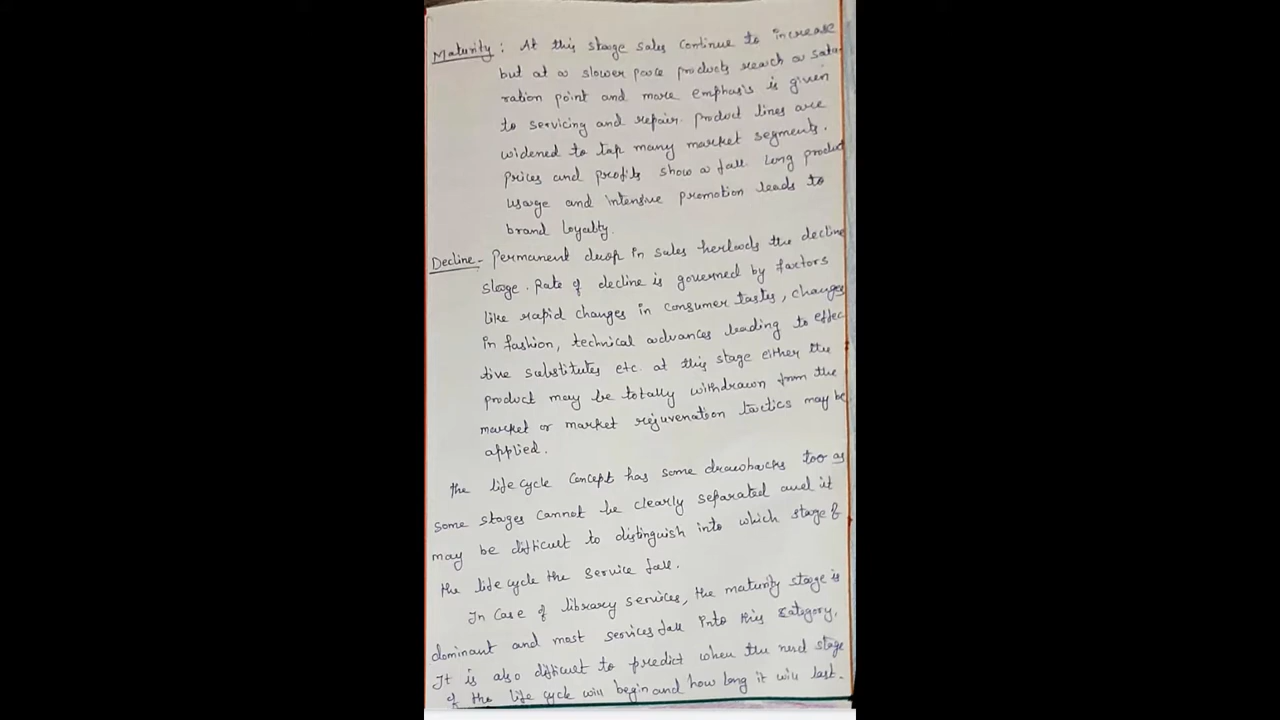 Maturity : At this stage sales continue to increase
but at a slower pace products reach a satu-
ration point and more emphasis is given
to servicing and repair. product lines are
widened to tap many market segments.
prices and profits show a fall. Long product
usage and intensive promotion leads to
brand loyalty.
Decline - Permanent drop in sales herlads the decline
stage. Rate of decline is governed by factors
like rapid changes in consumer tastes, changes
in fashion, technical advances leading to effec
tive substitutes etc. at this stage either the
product may be totally withdrawn from the
market or market rejuvenation tactics may be
applied.
The life cycle concept has some drawbacks too as
some stages cannot be clearly separated and it
may be difficult to distinguish into which stage of
the life cycle the service fall.
In case of library services, the maturity stage is
dominant and most services fall into this category.
It is also difficult to predict when the next stage
of the life cycle will begin and how long it will last.